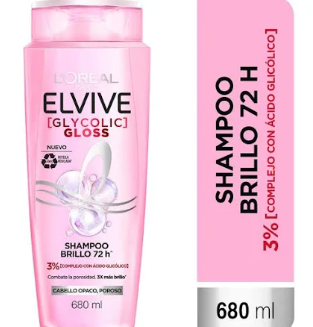 L'ORÉAL
ELVIVE
[GLYCOLIC]
GLOSS
NUEVO
SHAMPOO
BRILLO 72 h*
3% [COMPLEJO CON ÁCIDO GLICÓLICO]
Combate la porosidad, 3X más brillo*
CABELLO OPACO, POROSO
680 ml
SHAMPOO
BRILLO 72 H
3% [COMPLEJO CON ÁCIDO GLICÓLICO]
680 ml